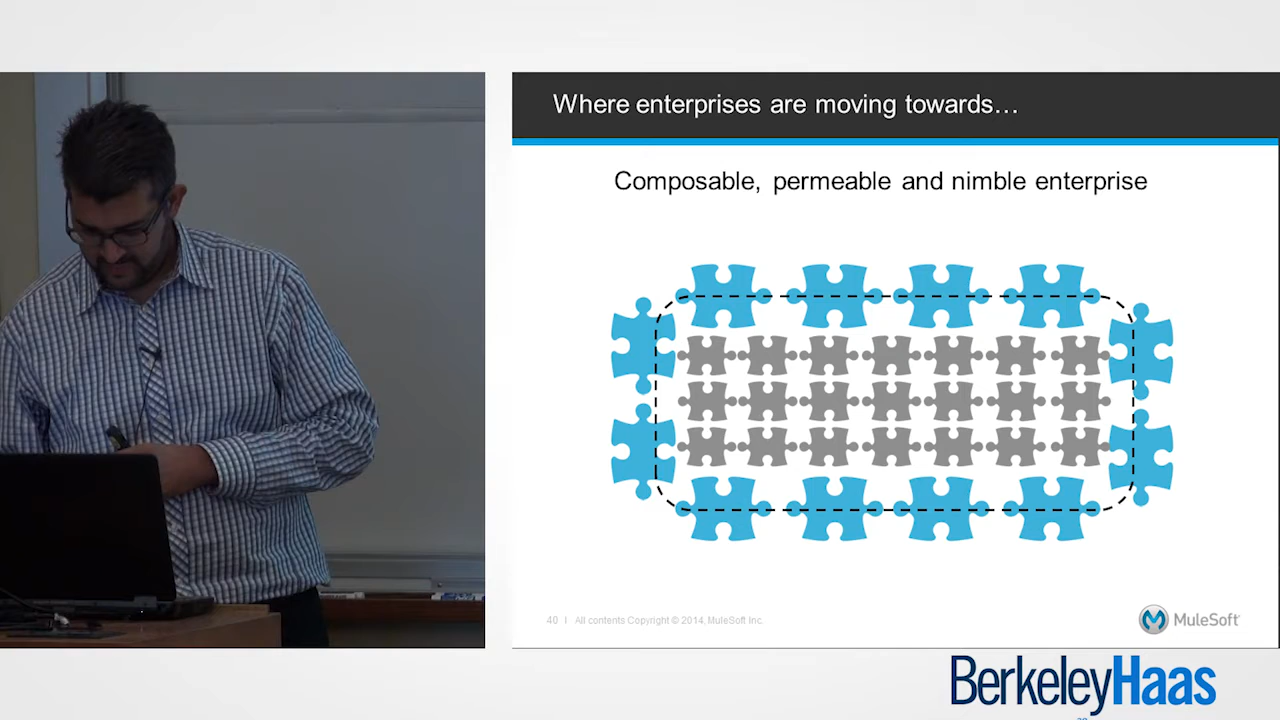 Where enterprises are moving towards…
Composable, permeable and nimble enterprise
40 | All contents Copyright © 2014, MuleSoft Inc.
MuleSoft
BerkeleyHaas